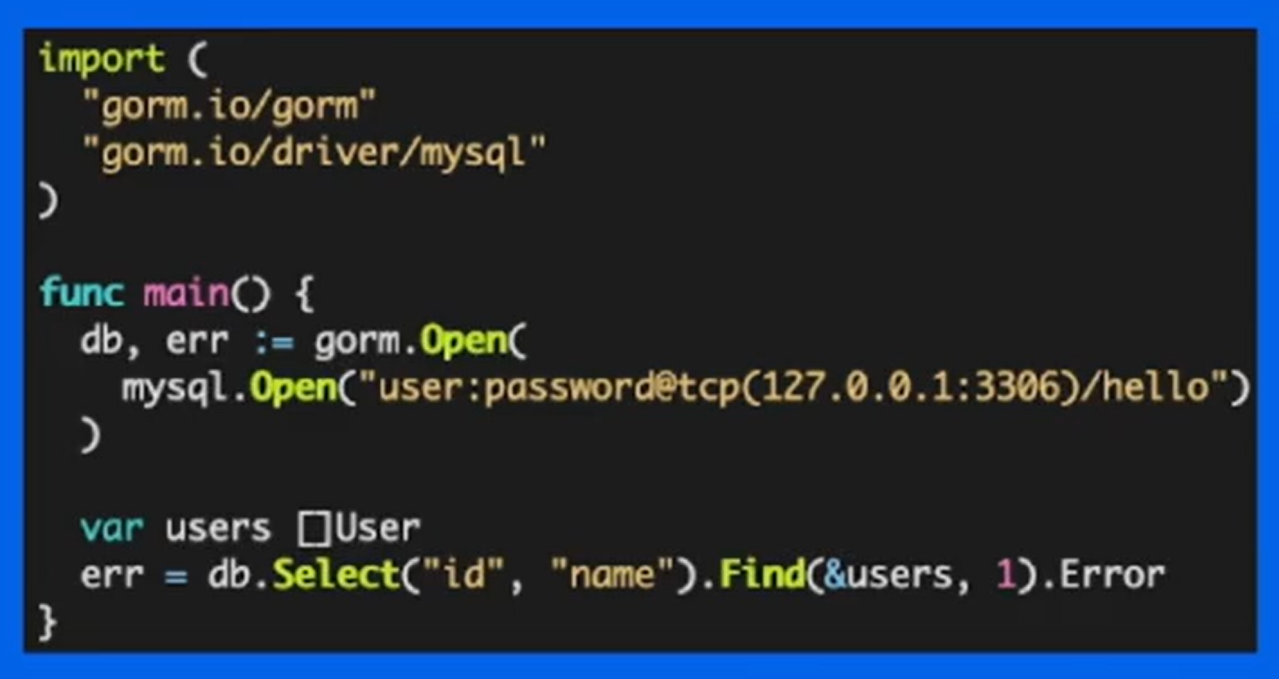 import (
  "gorm.io/gorm"
  "gorm.io/driver/mysql"
)
func main() {
  db, err := gorm.Open(
    mysql.Open("user:password@tcp(127.0.0.1:3306)/hello")
  )
  var users []User
  err = db.Select("id", "name").Find(&users, 1).Error
}